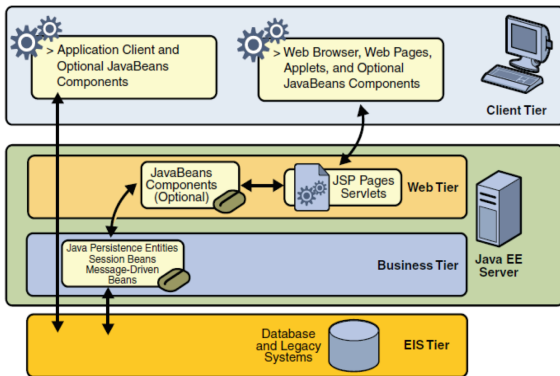 > Application Client and
Optional JavaBeans
Components
> Web Browser, Web Pages,
Applets, and Optional
JavaBeans Components
Client Tier
JavaBeans
Components
(Optional)
JSP Pages
Servlets
Web Tier
Java Persistence Entities
Session Beans
Message-Driven
Beans
Business Tier
Java EE
Server
Database
and Legacy
Systems
EIS Tier